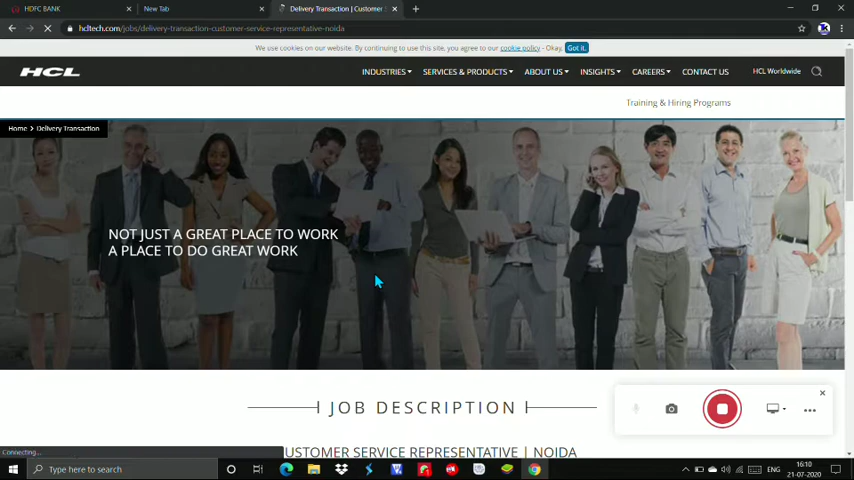 HDFC BANK
New Tab
Delivery Transaction | Customer S
hcltech.com/jobs/delivery-transaction-customer-service-representative-noida
We use cookies on our website. By continuing to use this site, you agree to our cookie policy - Okay, Got it.
HCL
INDUSTRIES SERVICES & PRODUCTS ABOUT US INSIGHTS CAREERS CONTACT US HCL Worldwide
Training & Hiring Programs
Home > Delivery Transaction
NOT JUST A GREAT PLACE TO WORK
A PLACE TO DO GREAT WORK
JOB DESCRIPTION
Connecting...
USTOMER SERVICE REPRESENTATIVE | NOIDA
Type here to search
ENG
16:10
21-07-2020